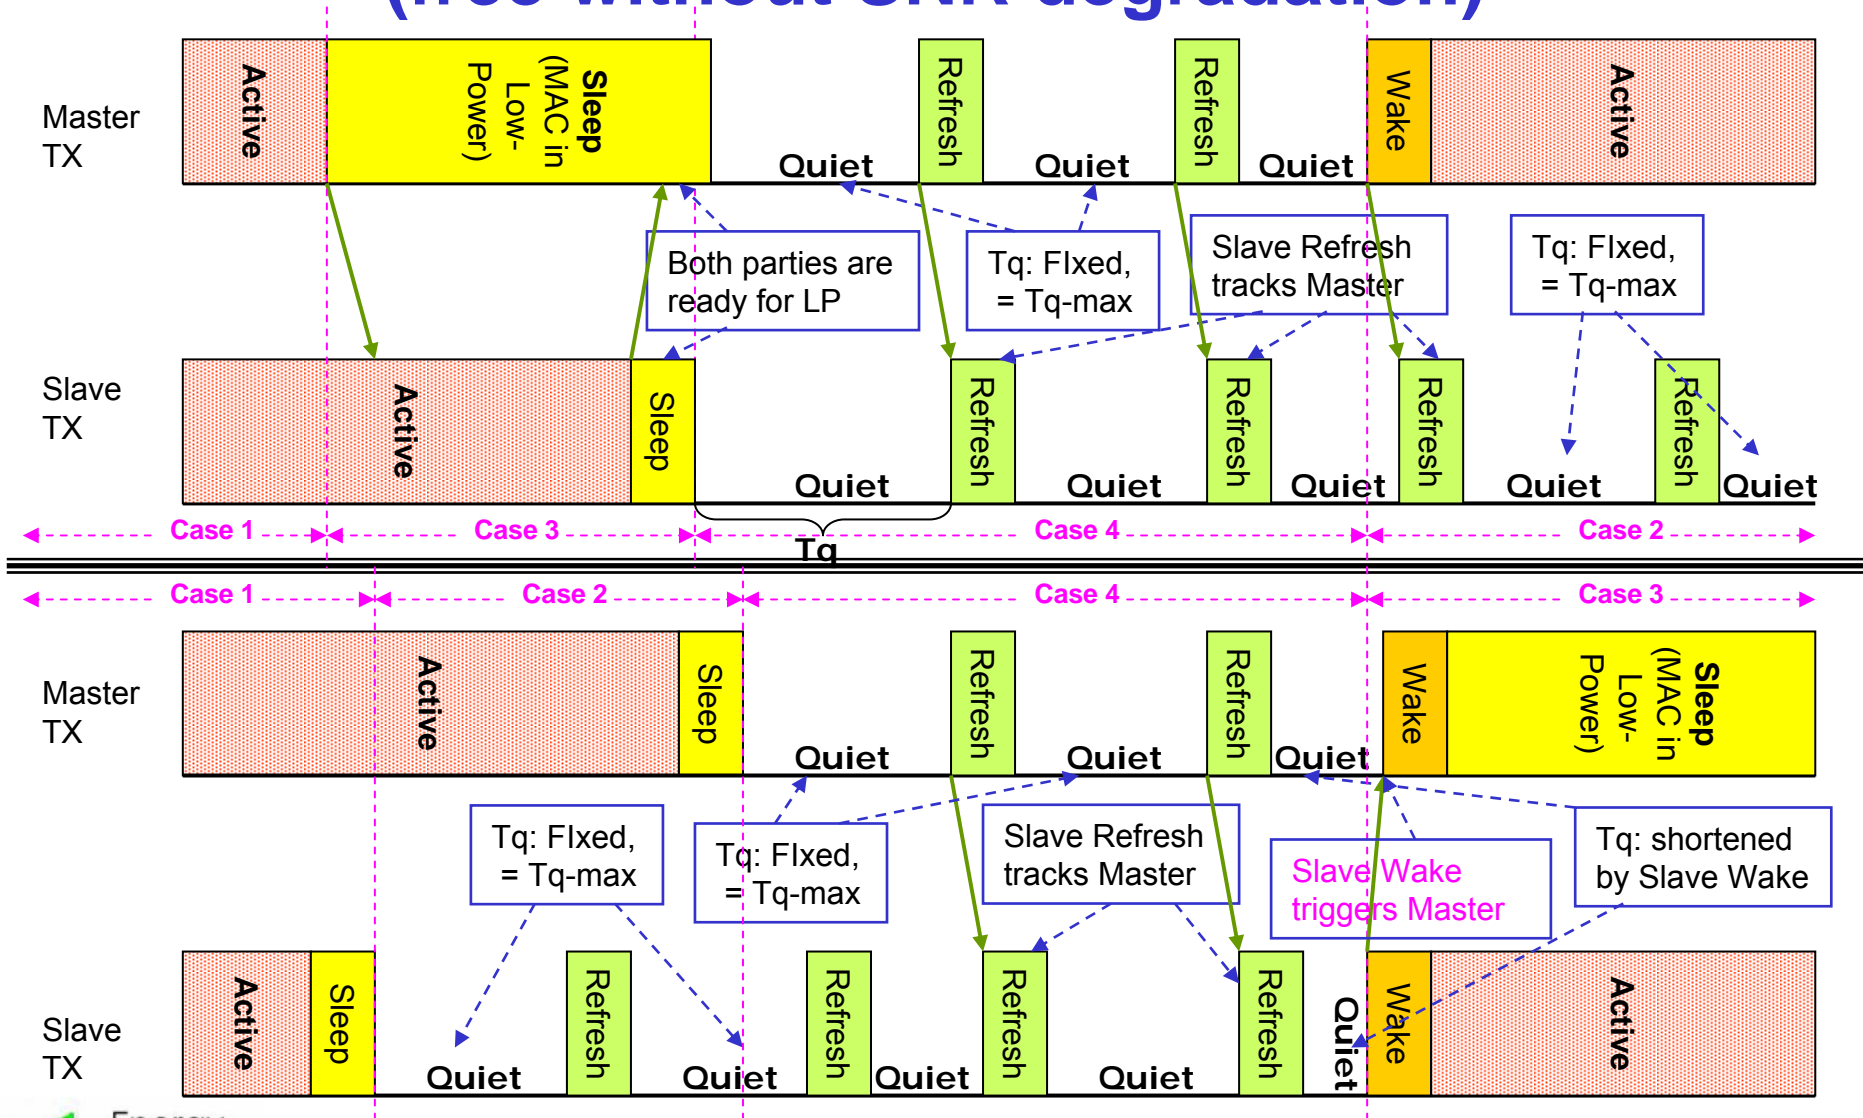 (free without SNR degradation)
Master
TX
Active
Sleep
(MAC in
Low-
Power)
Quiet
Refresh
Quiet
Refresh
Quiet
Wake
Active
Both parties are
ready for LP
Tq: FIxed,
= Tq-max
Slave Refresh
tracks Master
Tq: FIxed,
= Tq-max
Slave
TX
Active
Sleep
Quiet
Refresh
Quiet
Refresh
Quiet
Refresh
Quiet
Refresh
Quiet
Case 1
Case 3
Case 4
Case 2
Tq
Case 1
Case 2
Case 4
Case 3
Master
TX
Active
Sleep
Quiet
Refresh
Quiet
Refresh
Quiet
Wake
Sleep
(MAC in
Low-
Power)
Tq: FIxed,
= Tq-max
Tq: FIxed,
= Tq-max
Slave Refresh
tracks Master
Slave Wake
triggers Master
Tq: shortened
by Slave Wake
Slave
TX
Active
Sleep
Quiet
Refresh
Quiet
Refresh
Quiet
Refresh
Quiet
Refresh
Quiet
Wake
Active